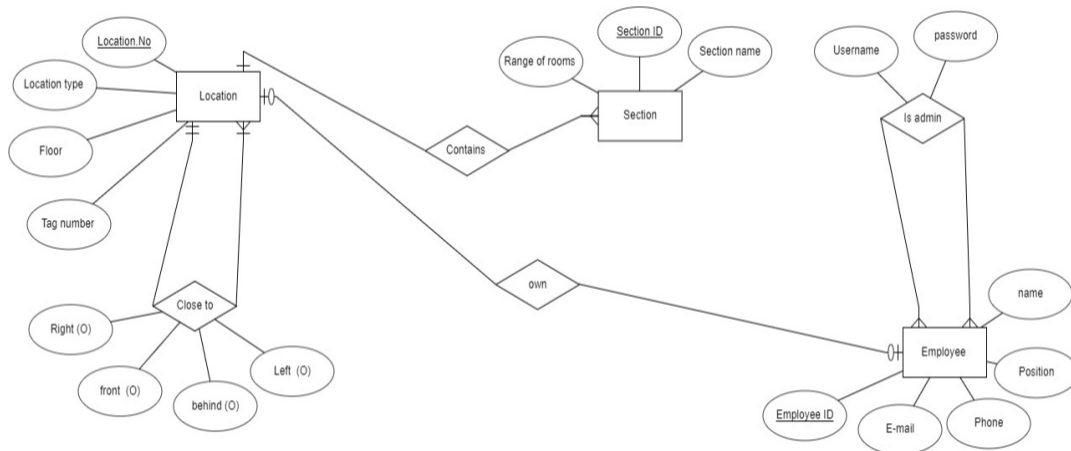 Location.No
Location type
Floor
Tag number
Location
Right (O)
front (O)
behind (O)
Left (O)
Close to
Contains
own
Range of rooms
Section ID
Section name
Section
Username
password
Is admin
name
Position
Phone
E-mail
Employee ID
Employee